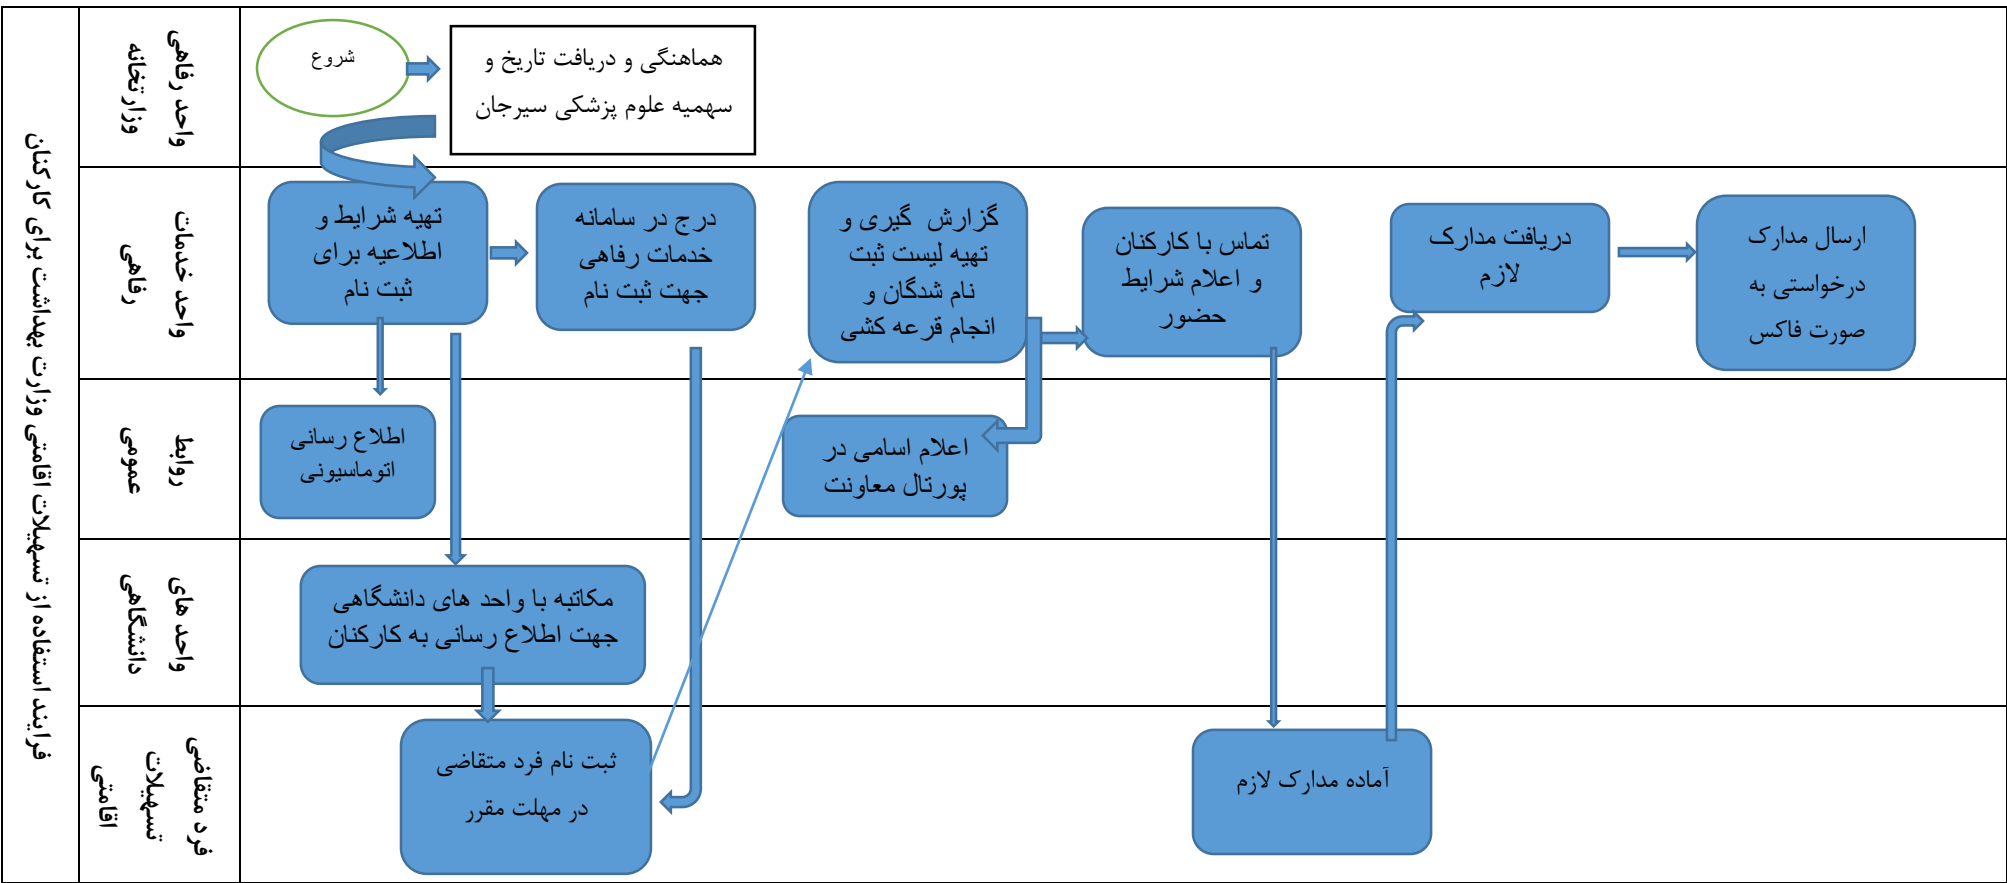 فرایند استفاده از تسهیلات اقامتی وزارت بهداشت برای کارکنان
واحد رفاهی
وزارتخانه
شروع
هماهنگی و دریافت تاریخ و
سهمیه علوم پزشکی سیرجان
واحد خدمات
رفاهی
تهیه شرایط و
اطلاعیه برای
ثبت نام
درج در سامانه
خدمات رفاهی
جهت ثبت نام
گزارش گیری و
تهیه لیست ثبت
نام شدگان و
انجام قرعه کشی
تماس با کارکنان
و اعلام شرایط
حضور
دریافت مدارک
لازم
ارسال مدارک
درخواستی به
صورت فاکس
روابط
عمومی
اطلاع رسانی
اتوماسیونی
اعلام اسامی در
پورتال معاونت
واحد های
دانشگاهی
مکاتبه با واحد های دانشگاهی
جهت اطلاع رسانی به کارکنان
فرد متقاضی
تسهیلات
اقامتی
ثبت نام فرد متقاضی
در مهلت مقرر
آماده مدارک لازم